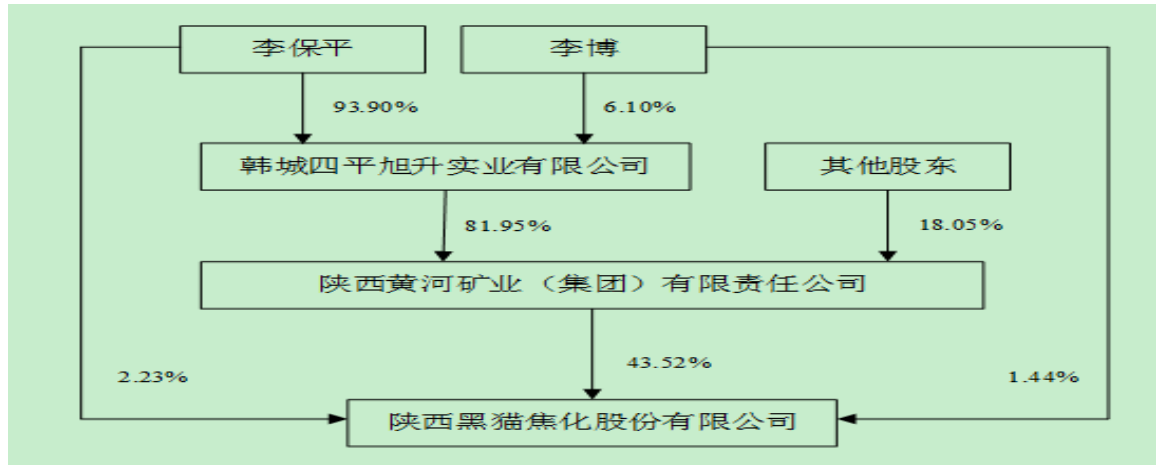 李保平
李博
93.90%
6.10%
韩城四平旭升实业有限公司
其他股东
81.95%
18.05%
陕西黄河矿业（集团）有限责任公司
2.23%
43.52%
1.44%
陕西黑猫焦化股份有限公司